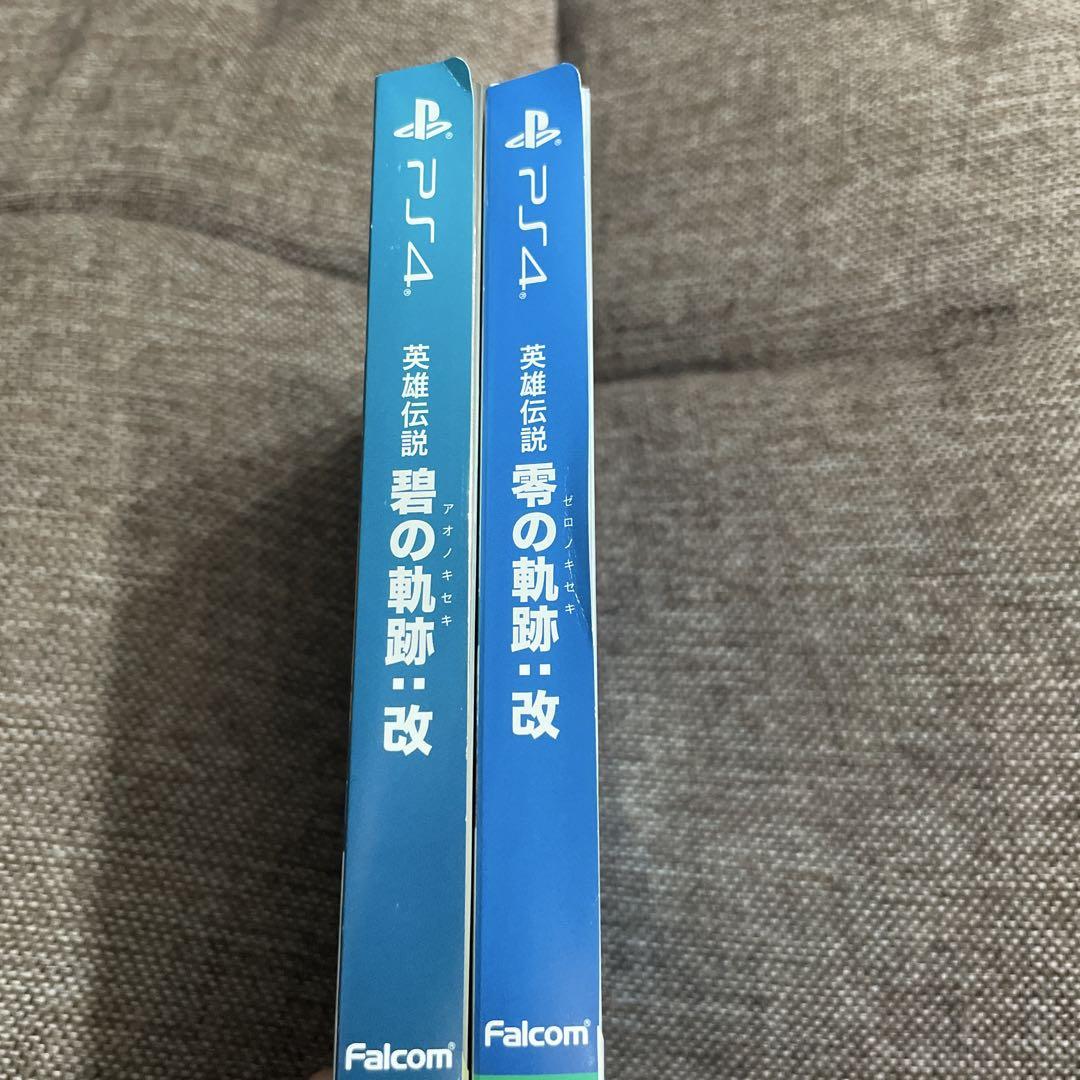 PS4®
英雄伝説
碧の軌跡:改
アオノキセキ
Falcom®
PS4®
英雄伝説
零の軌跡:改
ゼロノキセキ
Falcom®